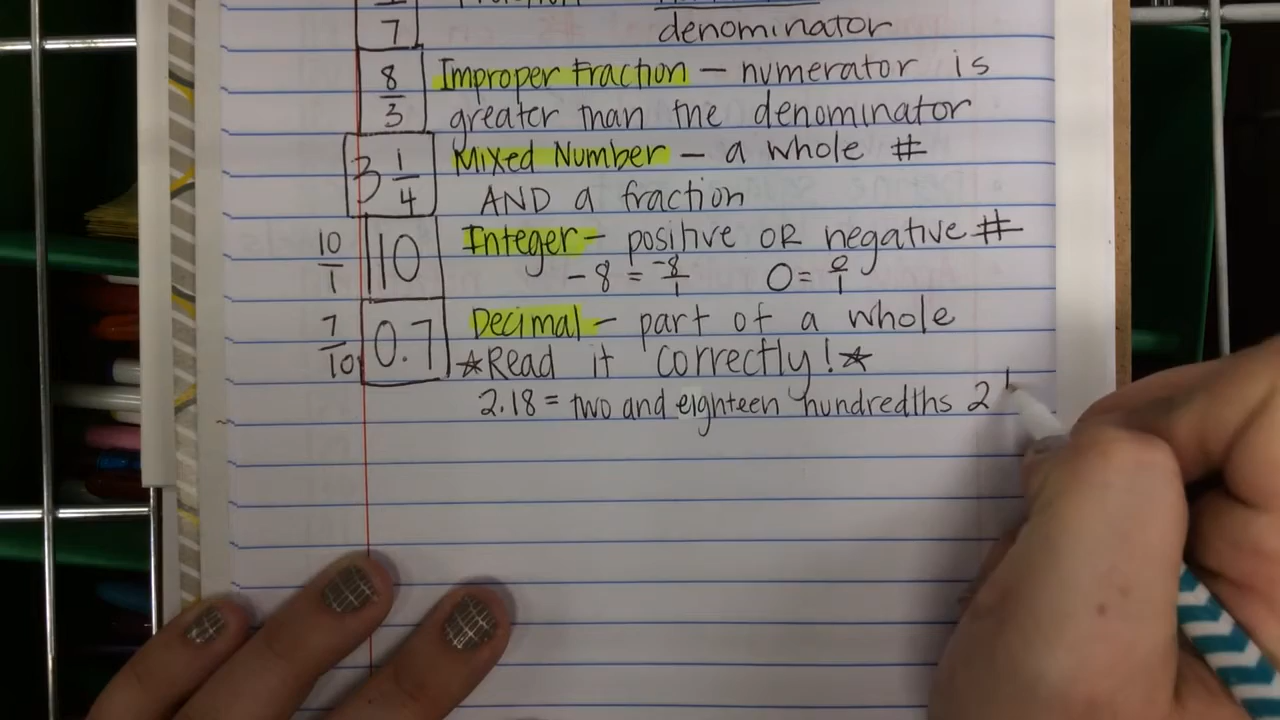 7
denominator
8/3 Improper Fraction – numerator is
greater than the denominator
3 1/4 Mixed Number – a whole #
AND a fraction
10/1 10 Integer – positive OR negative #
-8 = -8/1 0 = 0/1
7/10 0.7 Decimal – part of a whole
☆Read it correctly!☆
2.18 = two and eighteen hundredths 2